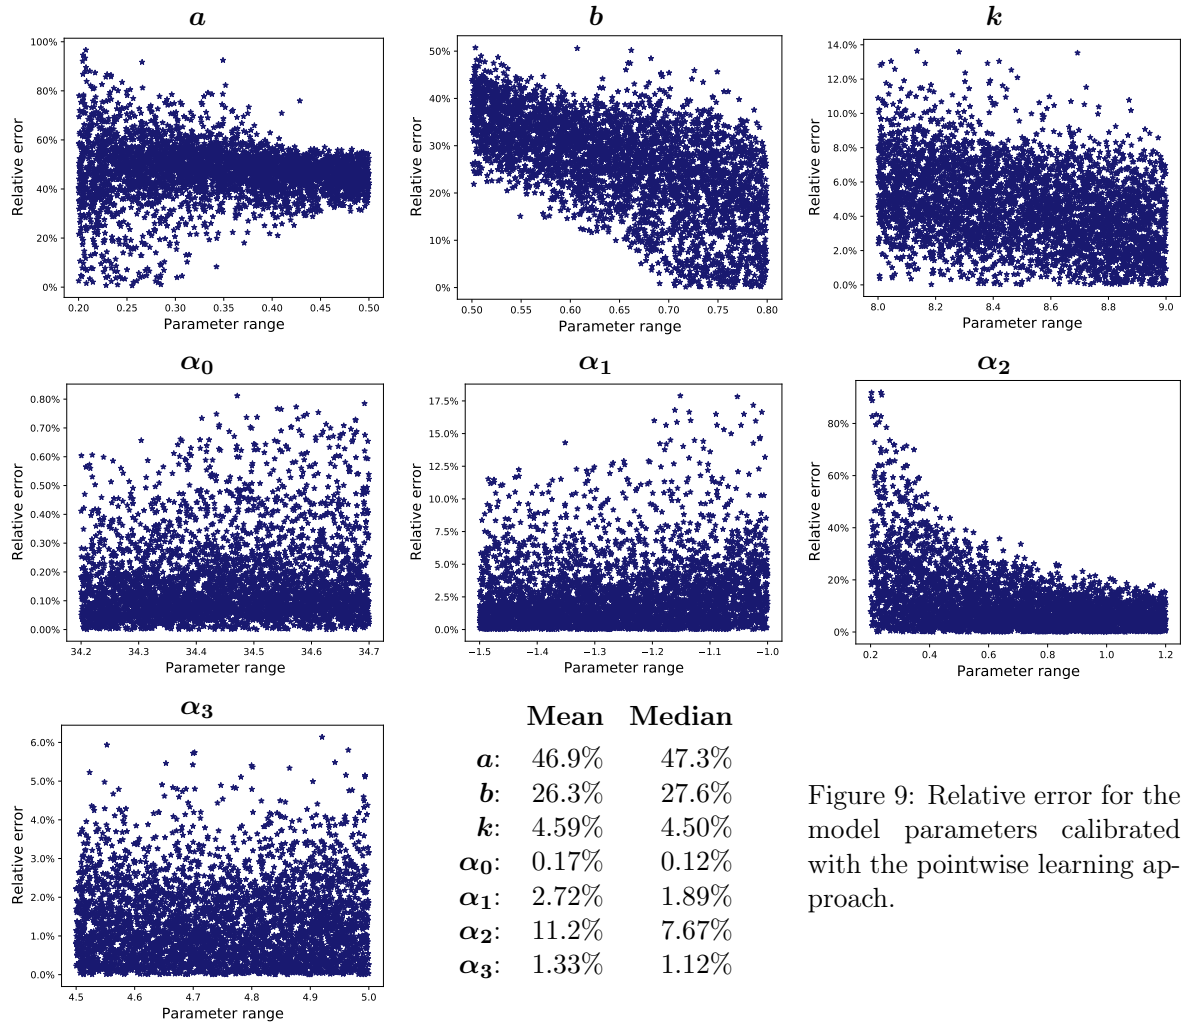 a
b
k
100%
80%
60%
40%
20%
0%
Relative error
0.20
0.25
0.30
0.35
0.40
0.45
0.50
Parameter range
50%
40%
30%
20%
10%
0%
Relative error
0.50
0.55
0.60
0.65
0.70
0.75
0.80
Parameter range
14.0%
12.0%
10.0%
8.0%
6.0%
4.0%
2.0%
0.0%
Relative error
8.0
8.2
8.4
8.6
8.8
9.0
Parameter range
α₀
α₁
α₂
0.80%
0.70%
0.60%
0.50%
0.40%
0.30%
0.20%
0.10%
0.00%
Relative error
34.2
34.3
34.4
34.5
34.6
34.7
Parameter range
17.5%
15.0%
12.5%
10.0%
7.5%
5.0%
2.5%
0.0%
Relative error
−1.5
−1.4
−1.3
−1.2
−1.1
−1.0
Parameter range
80%
60%
40%
20%
0%
Relative error
0.2
0.4
0.6
0.8
1.0
1.2
Parameter range
α₃
6.0%
5.0%
4.0%
3.0%
2.0%
1.0%
0.0%
Relative error
4.5
4.6
4.7
4.8
4.9
5.0
Parameter range
Mean Median
a: 46.9% 47.3%
b: 26.3% 27.6%
k: 4.59% 4.50%
α₀: 0.17% 0.12%
α₁: 2.72% 1.89%
α₂: 11.2% 7.67%
α₃: 1.33% 1.12%
Figure 9: Relative error for the
model parameters calibrated
with the pointwise learning ap-
proach.